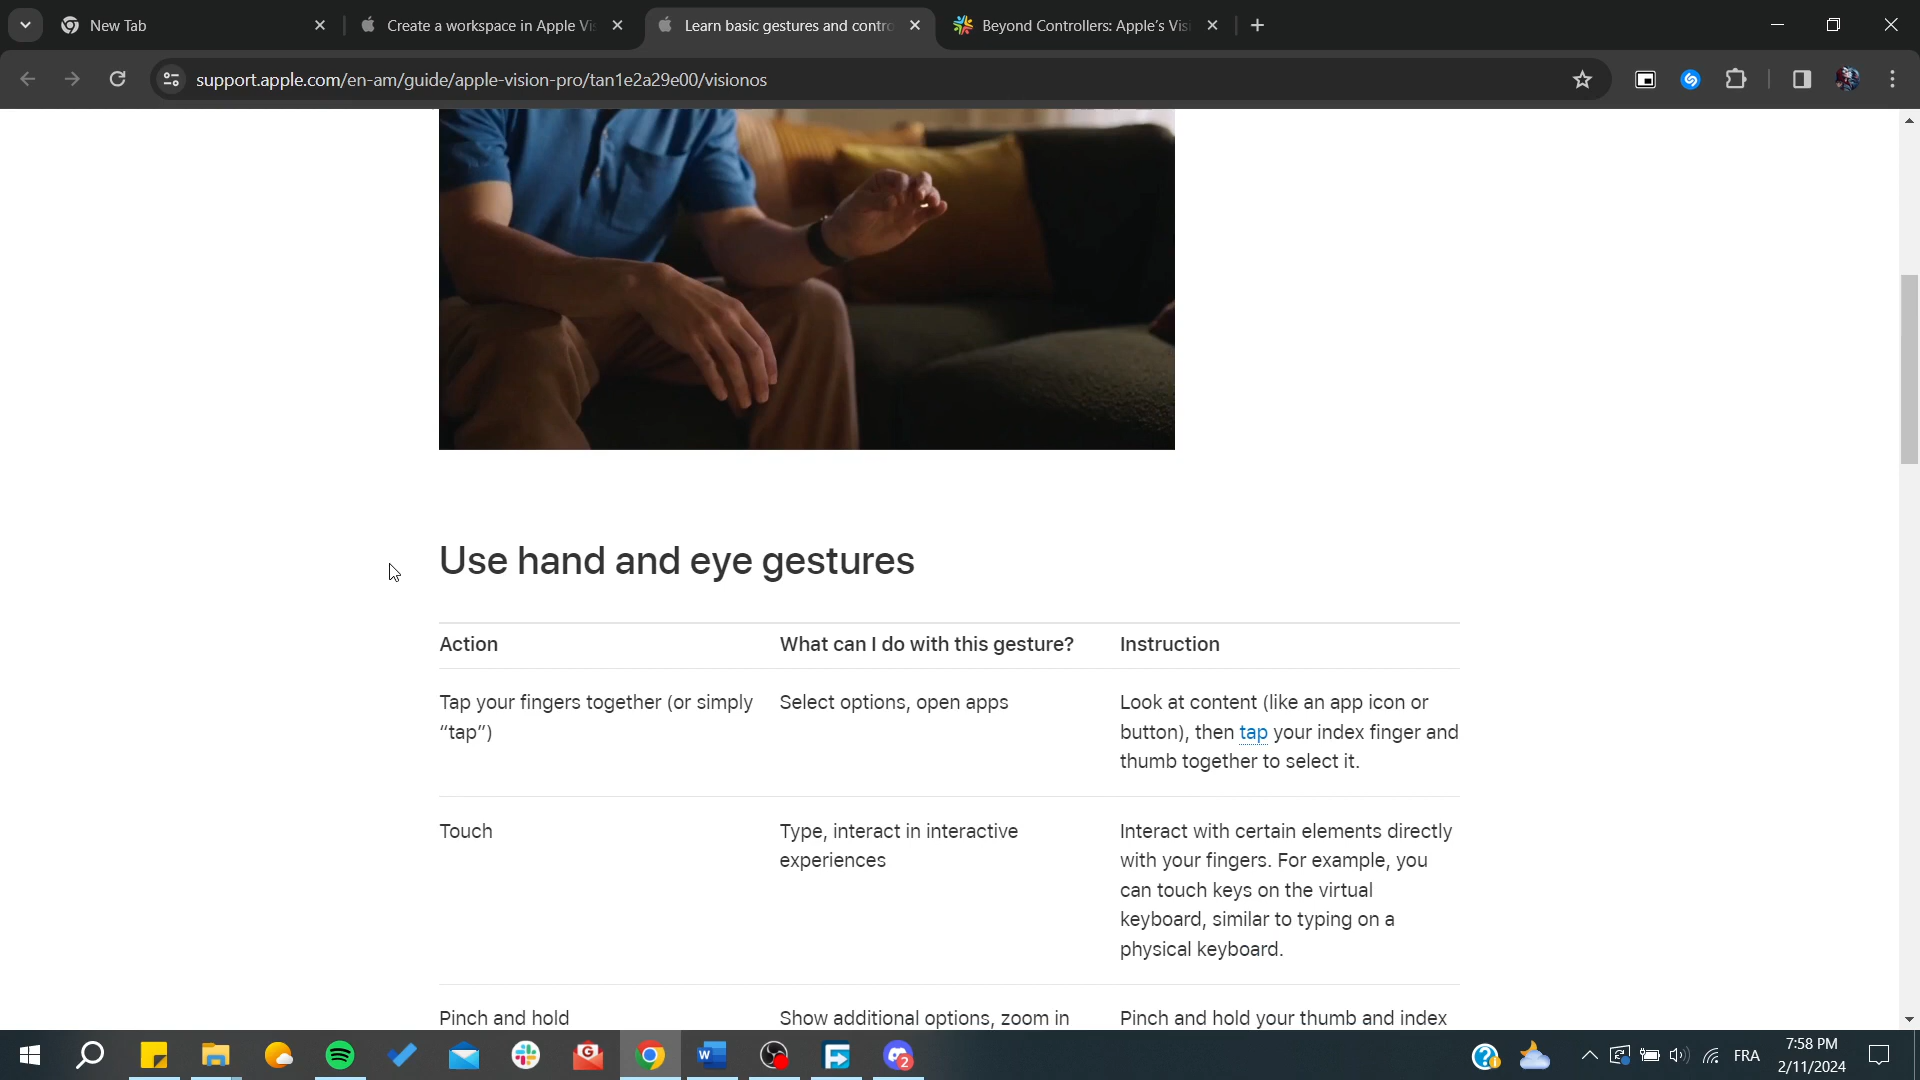 New Tab
Create a workspace in Apple Vi
Learn basic gestures and contro
Beyond Controllers: Apple's Visi
support.apple.com/en-am/guide/apple-vision-pro/tan1e2a29e00/visionos
Use hand and eye gestures
Action
What can I do with this gesture?
Instruction
Tap your fingers together (or simply
“tap”)
Select options, open apps
Look at content (like an app icon or
button), then tap your index finger and
thumb together to select it.
Touch
Type, interact in interactive
experiences
Interact with certain elements directly
with your fingers. For example, you
can touch keys on the virtual
keyboard, similar to typing on a
physical keyboard.
Pinch and hold
Show additional options, zoom in
Pinch and hold your thumb and index
FRA
7:58 PM
2/11/2024
2